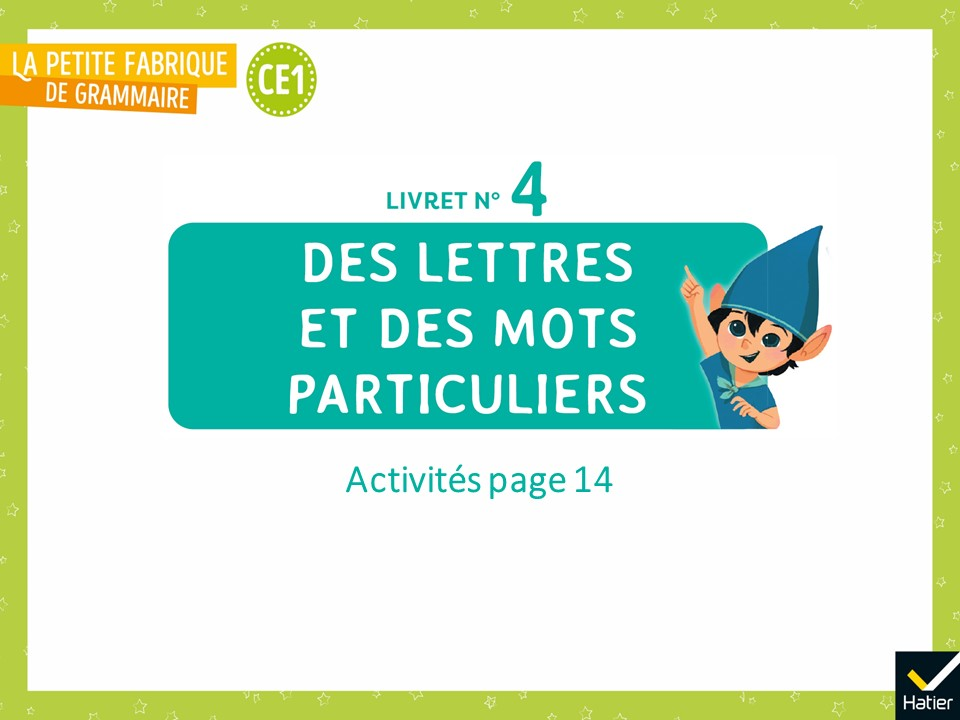 LA PETITE FABRIQUE
DE GRAMMAIRE
CE1
LIVRET N° 4
DES LETTRES
ET DES MOTS
PARTICULIERS
Activités page 14
Hatier